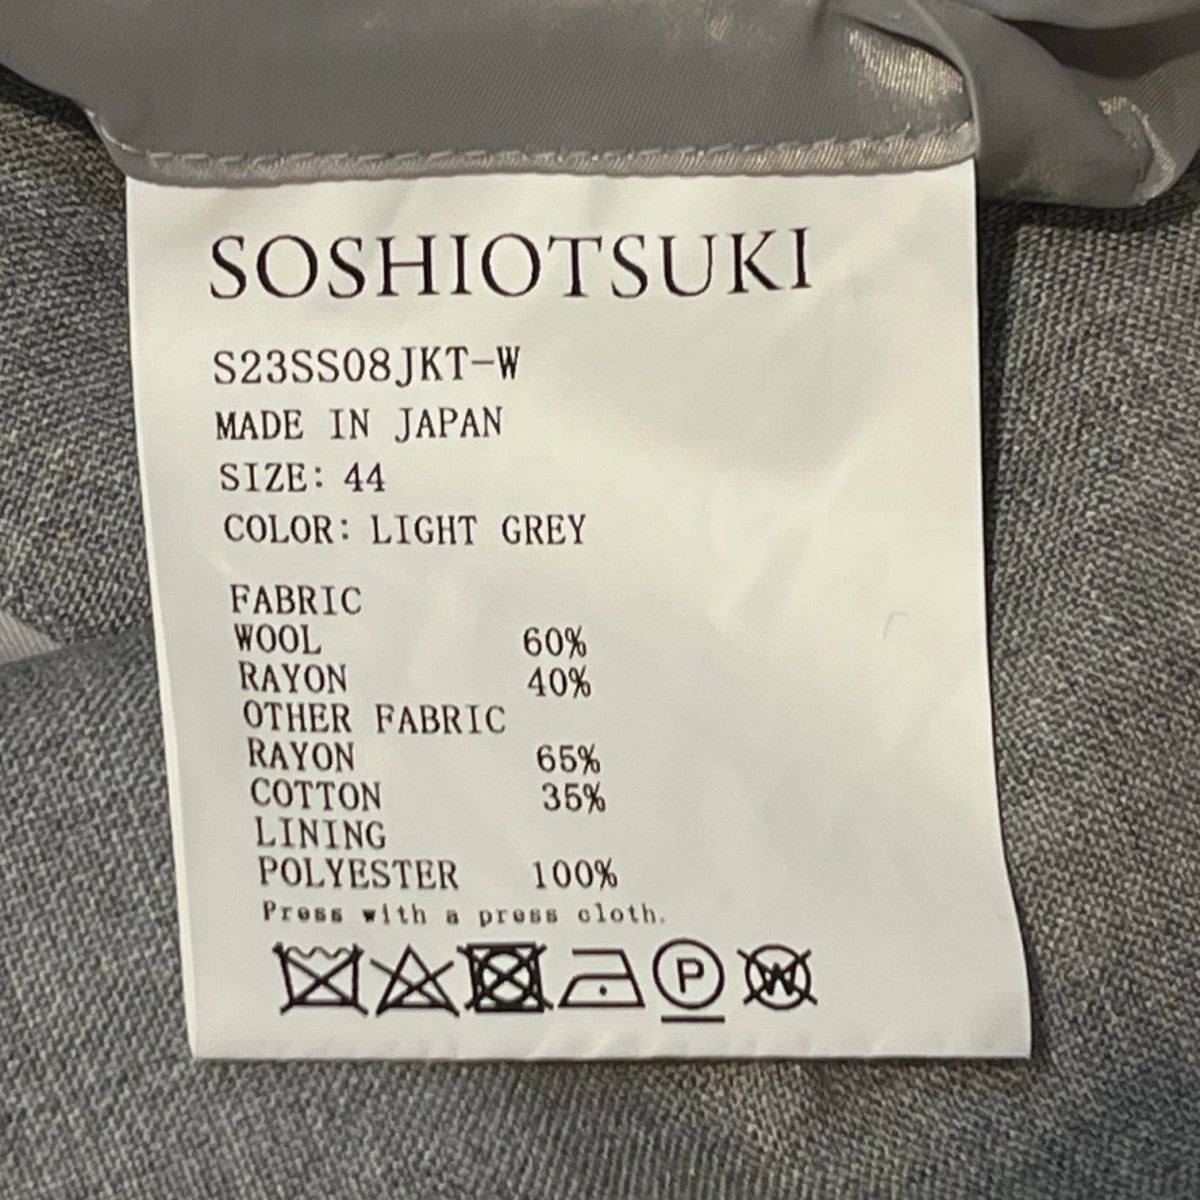 SOSHIOTSUKI
S23SS08JKT-W
MADE IN JAPAN
SIZE: 44
COLOR: LIGHT GREY
FABRIC
WOOL 60%
RAYON 40%
OTHER FABRIC
RAYON 65%
COTTON 35%
LINING
POLYESTER 100%
Press with a press cloth.
P W